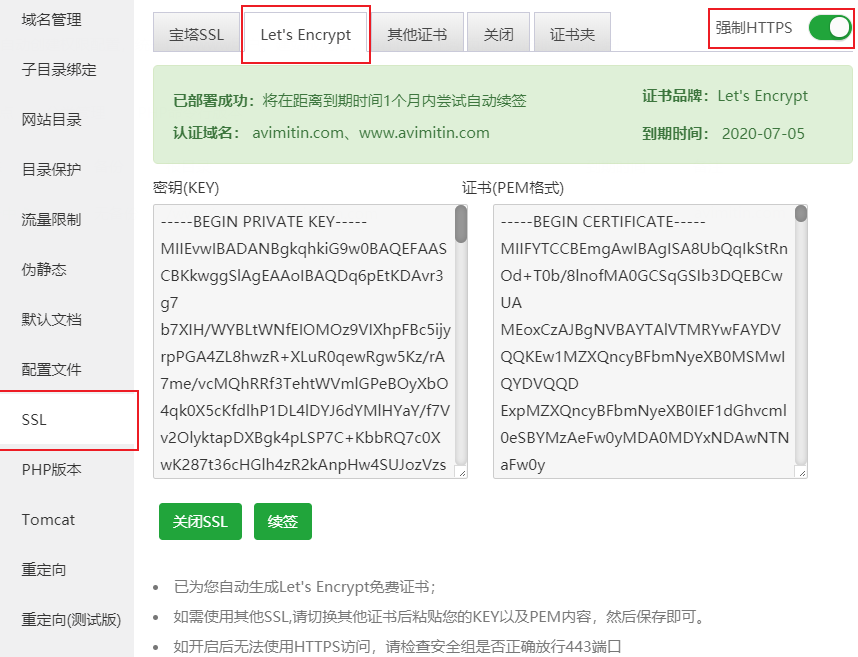 域名管理
子目录绑定
网站目录
目录保护
流量限制
伪静态
默认文档
配置文件
SSL
PHP版本
Tomcat
重定向
重定向(测试版)
宝塔SSL
Let's Encrypt
其他证书
关闭
证书夹
强制HTTPS
已部署成功：将在距离到期时间1个月内尝试自动续签
证书品牌：Let's Encrypt
认证域名： avimitin.com、www.avimitin.com
到期时间： 2020-07-05
密钥(KEY)
-----BEGIN PRIVATE KEY-----
MIIEvwIBADANBgkqhkiG9w0BAQEFAAS
CBKkwggSlAgEAAoIBAQDq6pEtKDAvr3
g7
b7XIH/WYBLtWNfEIOMOz9VIXhpFBc5ijy
rpPGA4ZL8hwzR+XLuR0qewRgw5Kz/rA
7me/vcMQhRRf3TehtWVmlGPeBOyXbO
4qk0X5cKfdlhP1DL4lDYJ6dYMlHYaY/f7V
v2OlyktapDXBgk4pLSP7C+KbbRQ7c0X
wK287t36cHGlh4zR2kAnpHw4SUJozVzs
证书(PEM格式)
-----BEGIN CERTIFICATE-----
MIIFYTCCBEmgAwIBAgISA8UbQqIkStRn
Od+T0b/8lnofMA0GCSqGSIb3DQEBCw
UA
MEoxCzAJBgNVBAYTAlVTMRYwFAYDV
QQKEw1MZXQncyBFbmNyeXB0MSMwI
QYDVQQD
ExpMZXQncyBFbmNyeXB0IEF1dGhvcml
0eSBYMzAeFw0yMDA0MDYxNDAwNTN
aFw0y
关闭SSL
续签
已为您自动生成Let's Encrypt免费证书；
如需使用其他SSL,请切换其他证书后粘贴您的KEY以及PEM内容，然后保存即可。
如开启后无法使用HTTPS访问，请检查安全组是否正确放行443端口